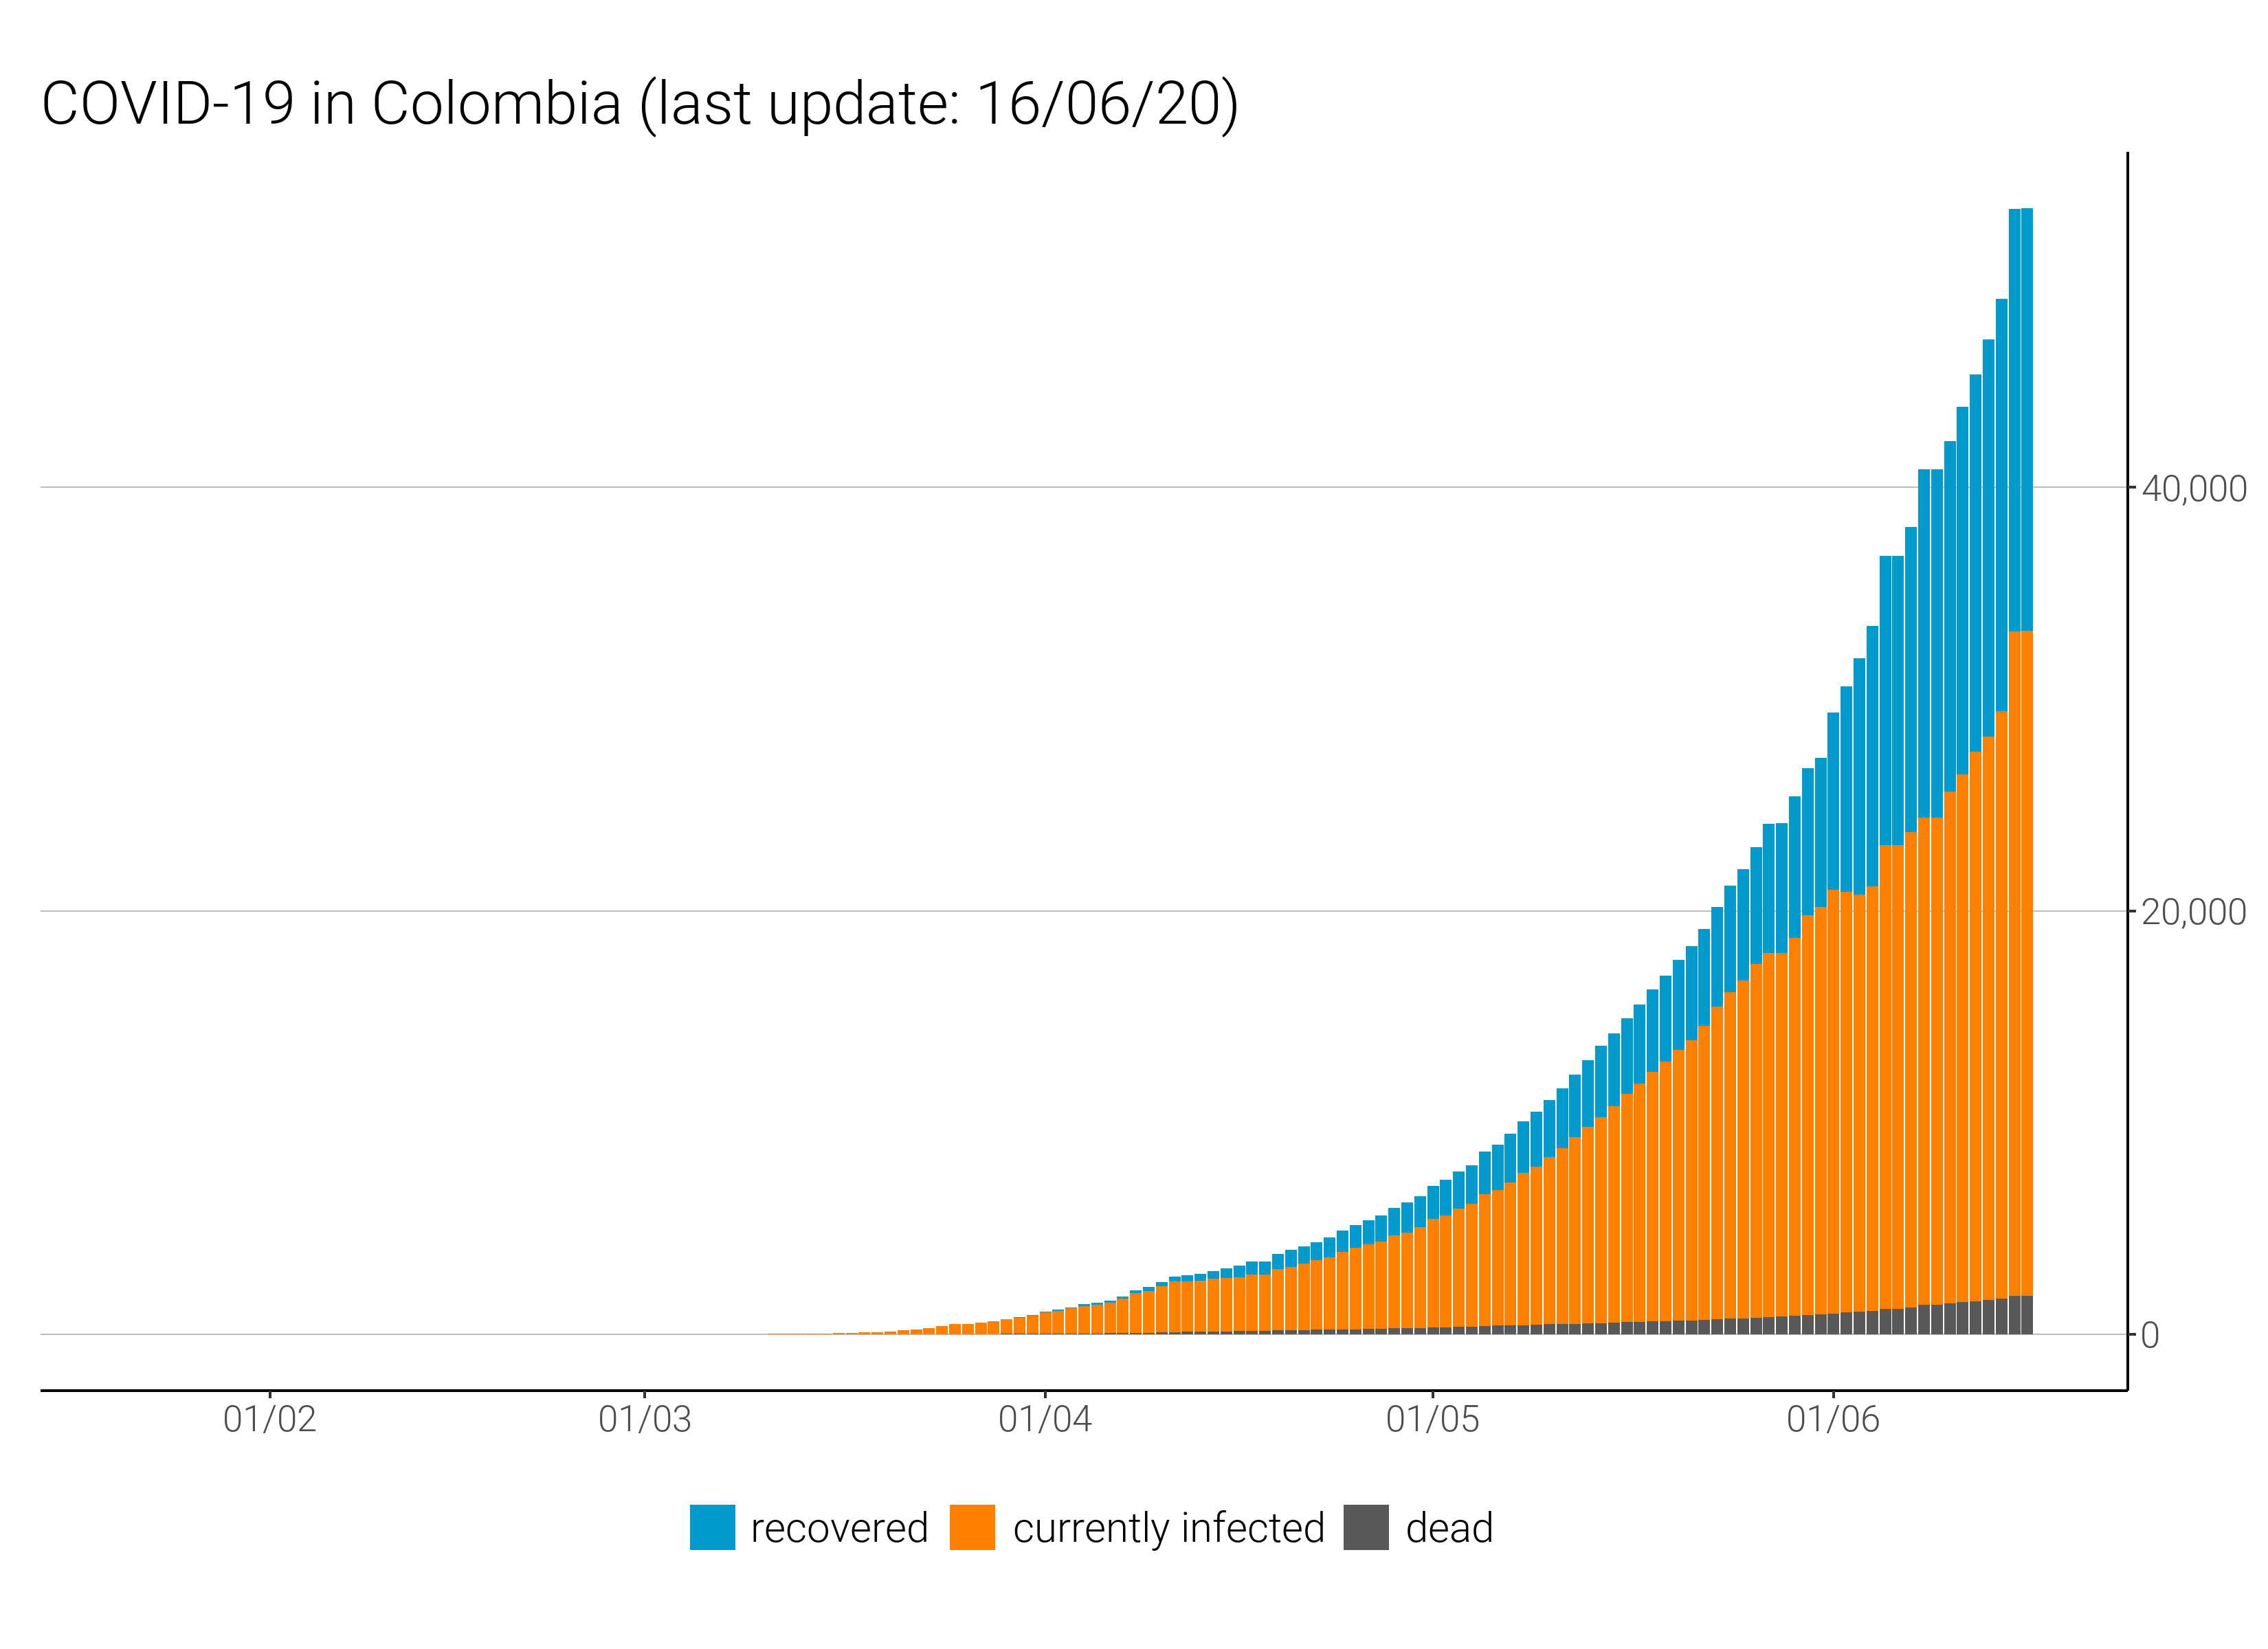 COVID-19 in Colombia (last update: 16/06/20)
40,000
20,000
0
01/02 01/03 01/04 01/05 01/06
recovered currently infected dead